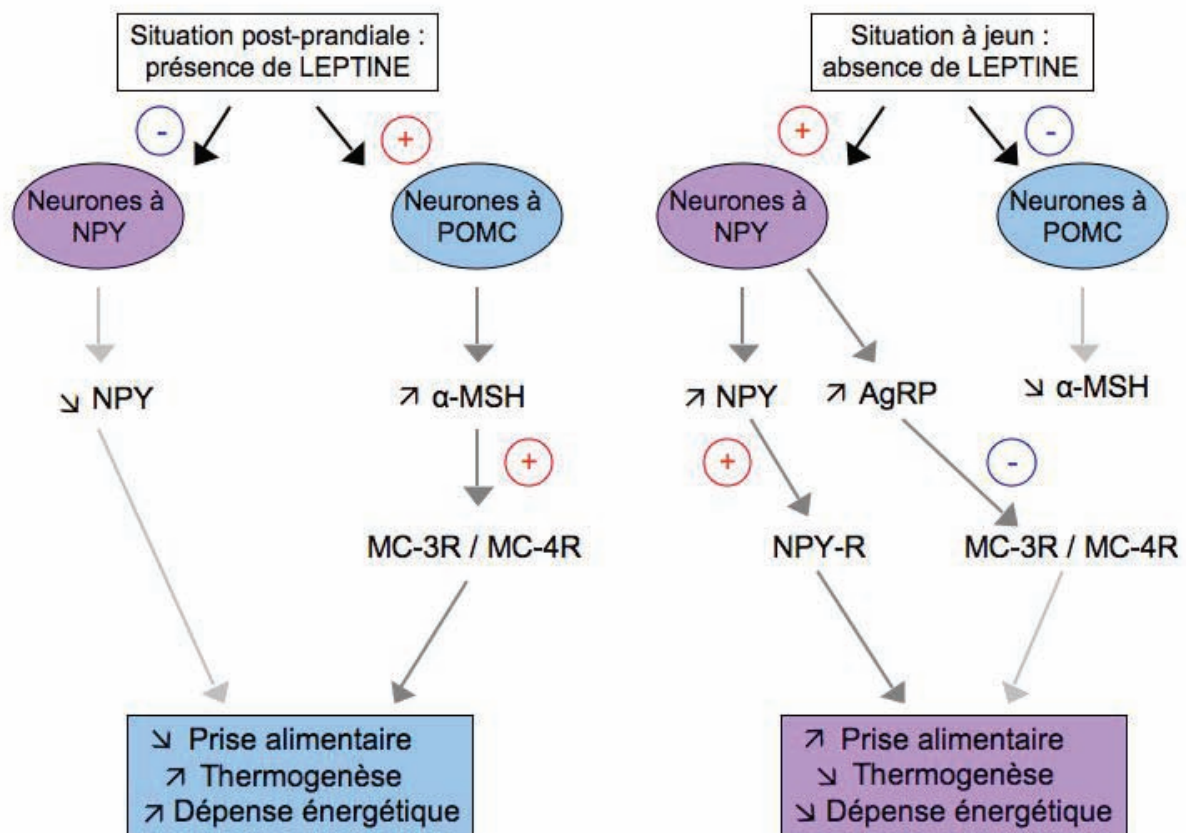 Situation post-prandiale :
présence de LEPTINE
-
+
Neurones à
NPY
Neurones à
POMC
↘ NPY
↗ α-MSH
+
MC-3R / MC-4R
↘ Prise alimentaire
↗ Thermogenèse
↗ Dépense énergétique
Situation à jeun :
absence de LEPTINE
+
-
Neurones à
NPY
Neurones à
POMC
↗ NPY
↗ AgRP
↘ α-MSH
+
-
NPY-R
MC-3R / MC-4R
↗ Prise alimentaire
↘ Thermogenèse
↘ Dépense énergétique